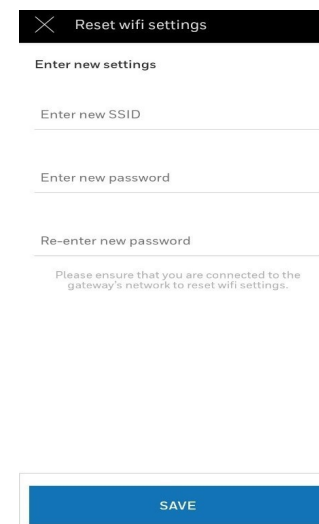 Reset wifi settings
Enter new settings
Enter new SSID
Enter new password
Re-enter new password
Please ensure that you are connected to the
gateway's network to reset wifi settings.
SAVE